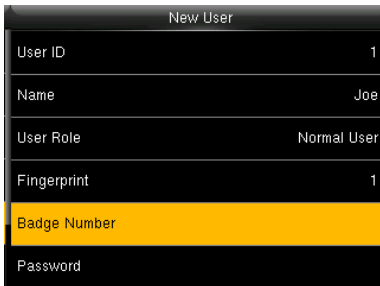 New User
User ID 1
Name Joe
User Role Normal User
Fingerprint 1
Badge Number
Password